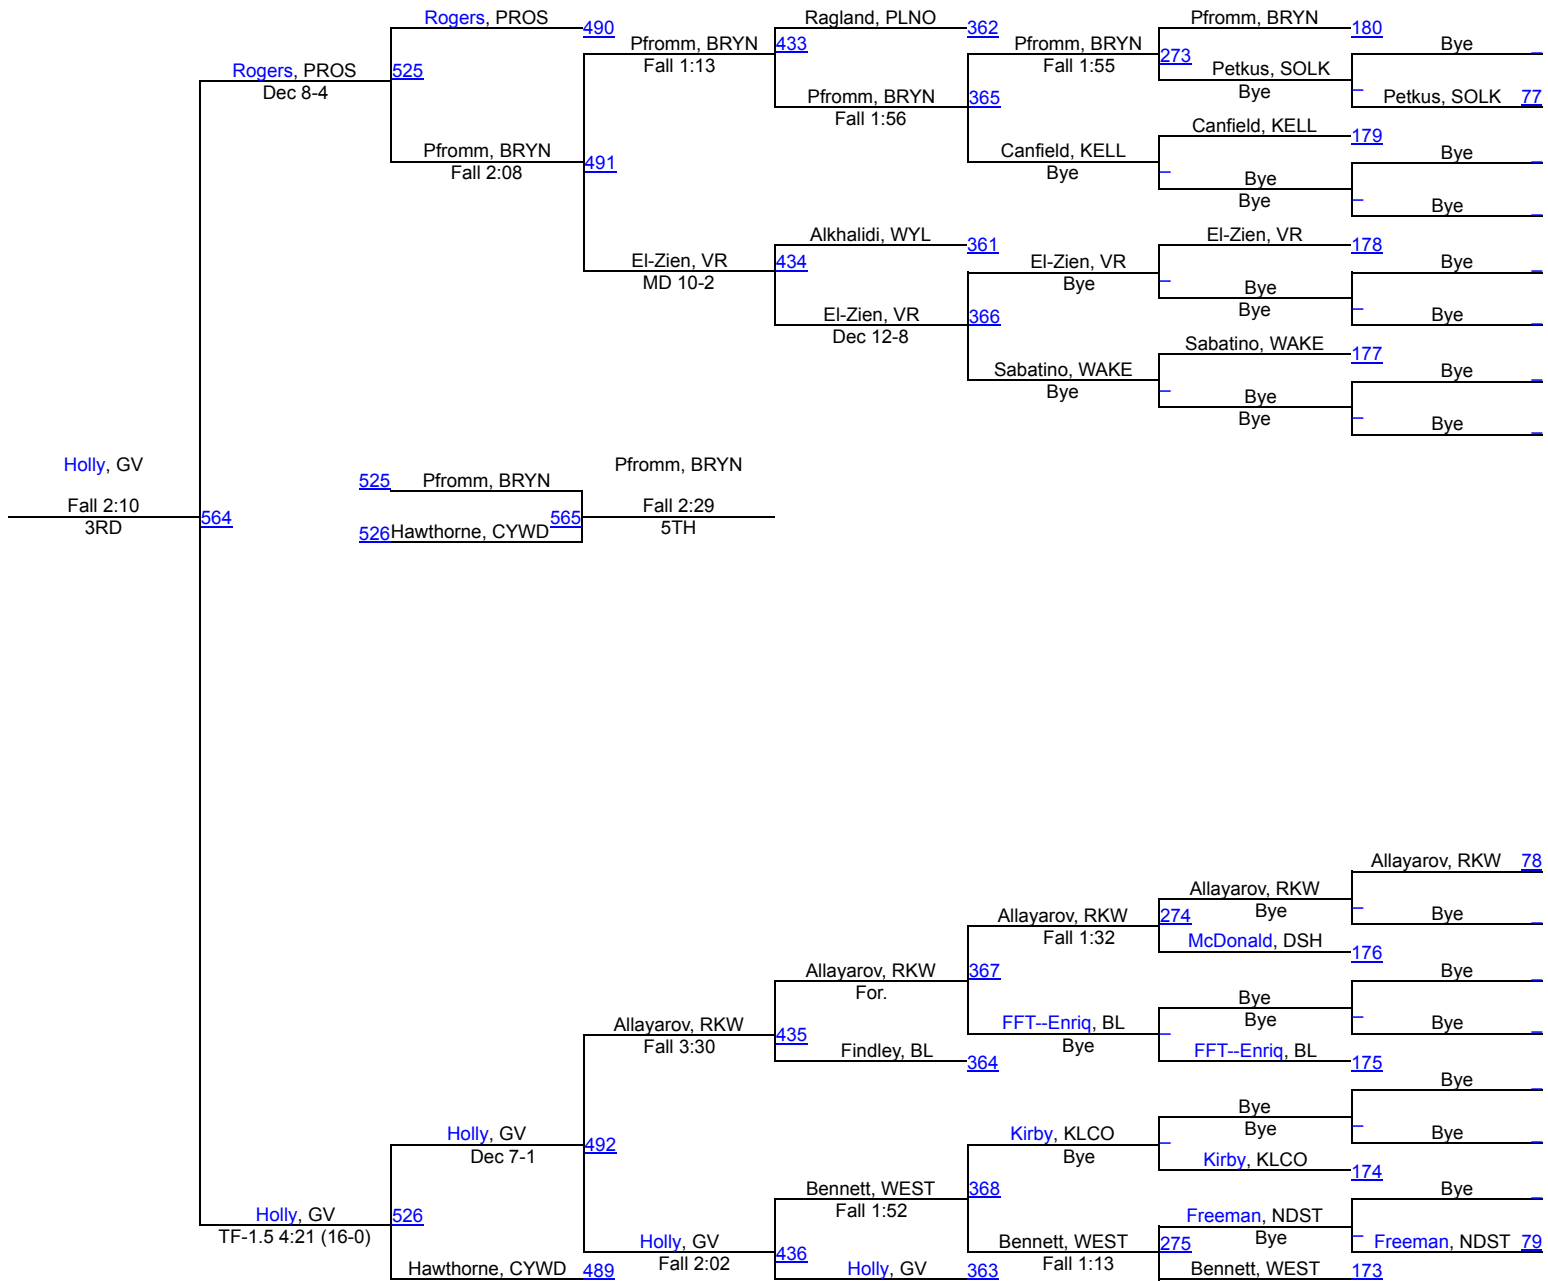 Rogers, PROS 490
Ragland, PLNO 362
Pfromm, BRYN 180
Pfromm, BRYN 433
Fall 1:13
Pfromm, BRYN 273
Fall 1:55
Bye _
Rogers, PROS 525
Dec 8-4
Petkus, SOLK
Bye _
Pfromm, BRYN 365
Fall 1:56
Petkus, SOLK 77
Canfield, KELL 179
Pfromm, BRYN 491
Fall 2:08
Canfield, KELL _
Bye
Bye _
Bye _
Bye
Bye _
Alkhalidi, WYL 361
El-Zien, VR 178
El-Zien, VR 434
MD 10-2
El-Zien, VR _
Bye
Bye _
Bye _
Bye
El-Zien, VR 366
Dec 12-8
Bye _
Sabatino, WAKE 177
Sabatino, WAKE _
Bye
Bye _
Bye _
Bye
Bye _
Holly, GV
Fall 2:10
3RD
564
525 Pfromm, BRYN
526 Hawthorne, CYWD 565
Pfromm, BRYN
Fall 2:29
5TH
Allayarov, RKW 78
Allayarov, RKW _
Bye
Allayarov, RKW 274
Fall 1:32
Bye _
McDonald, DSH 176
Allayarov, RKW 367
For.
Bye _
Bye _
Bye
Allayarov, RKW 435
Fall 3:30
FFT--Enriq, BL _
Bye
Bye _
Findley, BL 364
FFT--Enriq, BL 175
Bye _
Bye _
Bye
Holly, GV 492
Dec 7-1
Kirby, KLCO _
Bye
Bye _
Kirby, KLCO 174
Bennett, WEST 368
Fall 1:52
Bye _
Holly, GV 526
TF-1.5 4:21 (16-0)
Freeman, NDST _
Bye
Holly, GV 436
Fall 2:02
Bennett, WEST 275
Fall 1:13
Freeman, NDST 79
Hawthorne, CYWD 489
Holly, GV 363
Bennett, WEST 173